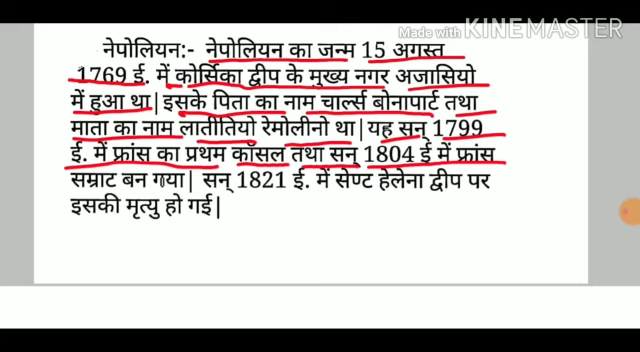 Made with KINEMASTER
नेपोलियन:- नेपोलियन का जन्म 15 अगस्त
1769 ई. में कोर्सिका द्वीप के मुख्य नगर अजासियो
में हुआ था| इसके पिता का नाम चार्ल्स बोनापार्ट तथा
माता का नाम लातीतियो रेमोलीनो था| यह सन् 1799
ई. में फ्रांस का प्रथम कॉसल तथा सन् 1804 ई में फ्रांस
सम्राट बन गया| सन् 1821 ई. में सेण्ट हेलेना द्वीप पर
इसकी मृत्यु हो गई|